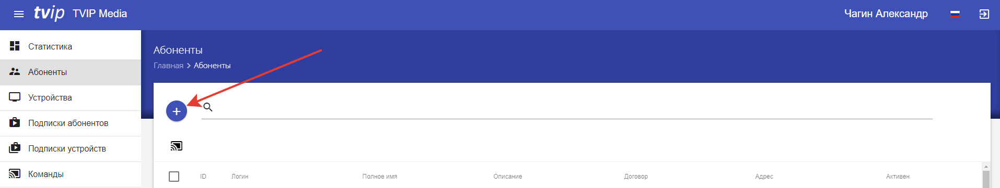 tvip TVIP Media
Чагин Александр
Статистика
Абоненты
Устройства
Подписки абонентов
Подписки устройств
Команды
Абоненты
Главная > Абоненты
ID Логин Полное имя Описание Договор Адрес Активен